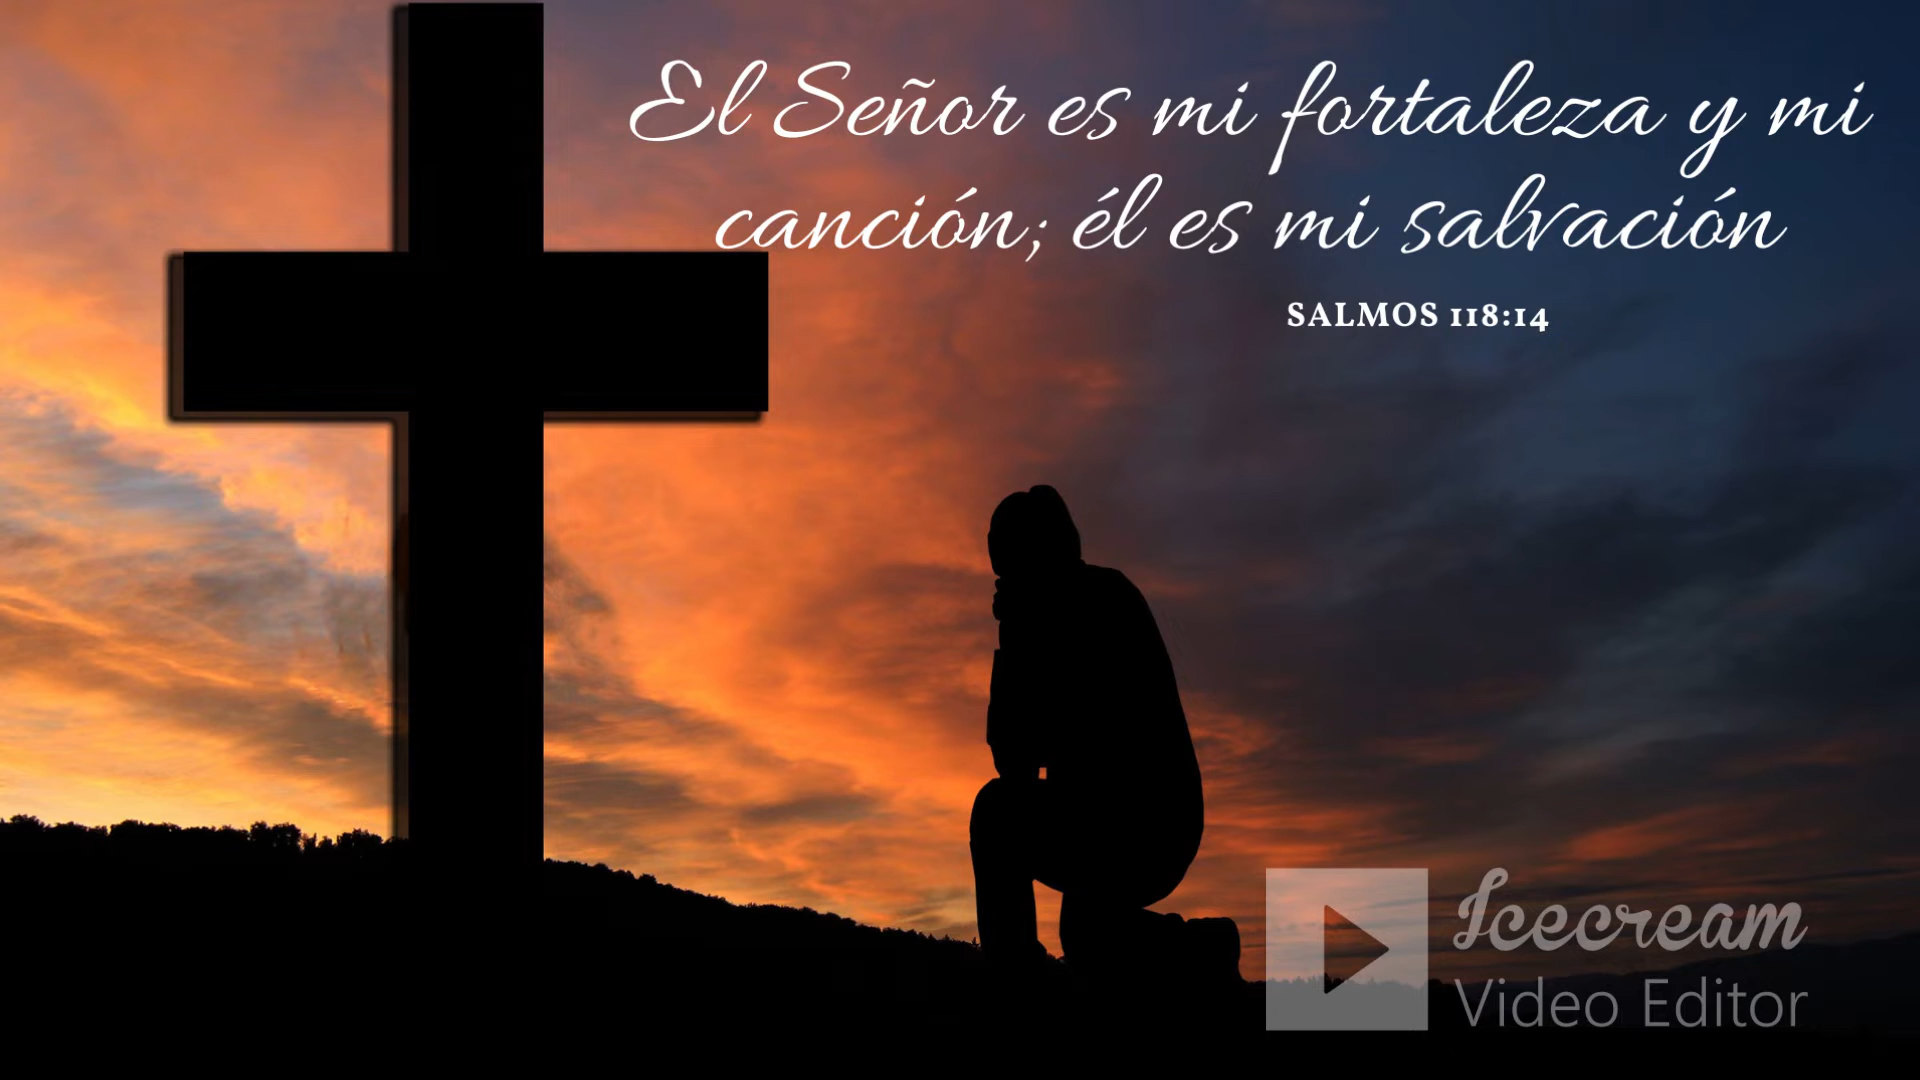 El Señor es mi fortaleza y mi
canción; él es mi salvación
SALMOS 118:14
Icecream
Video Editor